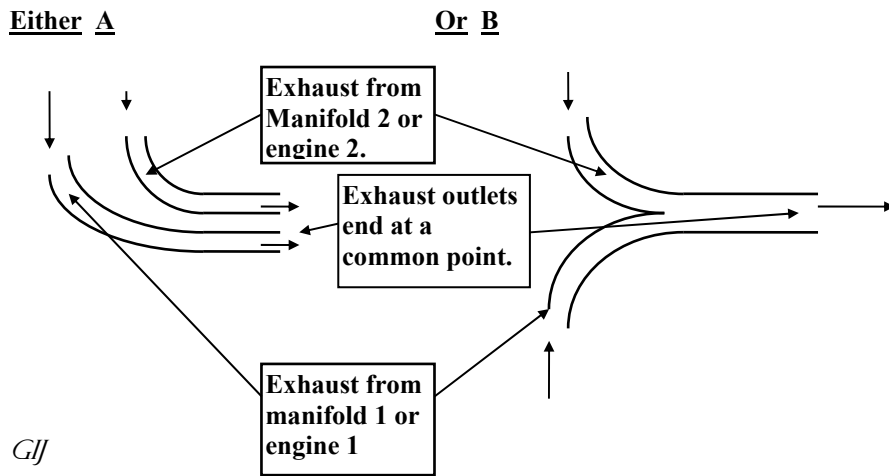 Either A
Or B
Exhaust from
Manifold 2 or
engine 2.
Exhaust outlets
end at a
common point.
Exhaust from
manifold 1 or
engine 1
GIJ